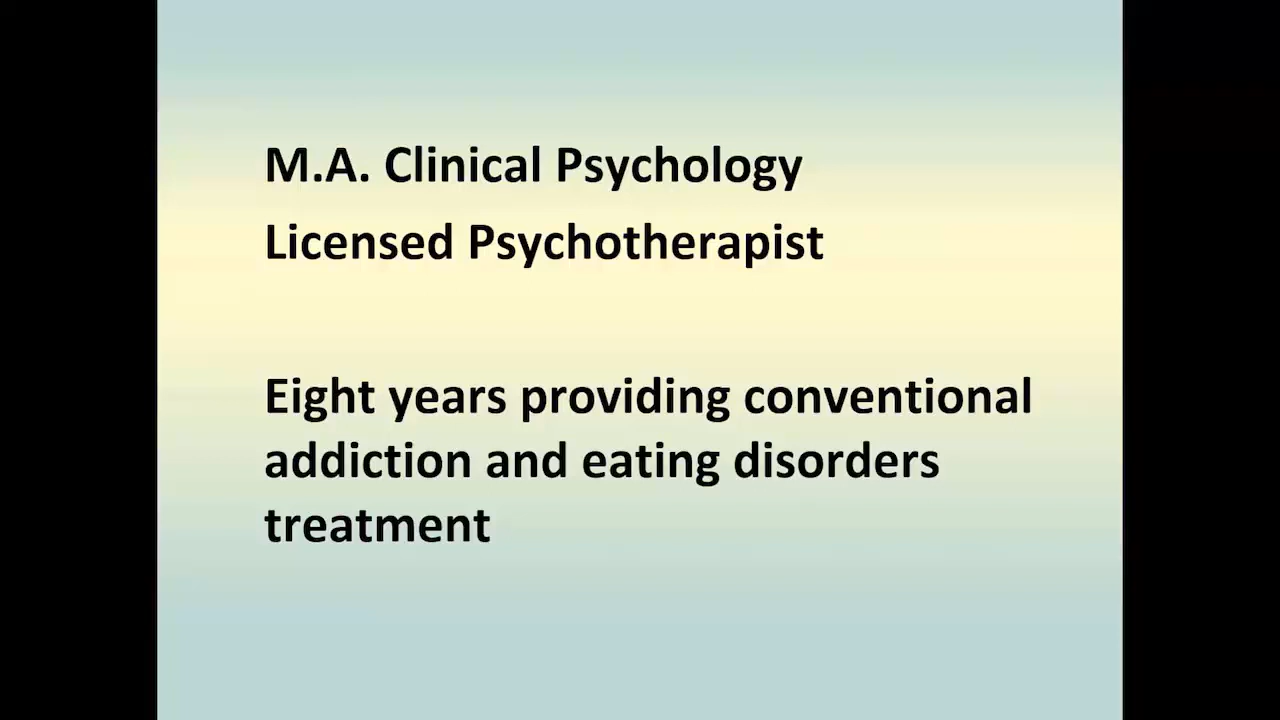 M.A. Clinical Psychology
Licensed Psychotherapist
Eight years providing conventional
addiction and eating disorders
treatment